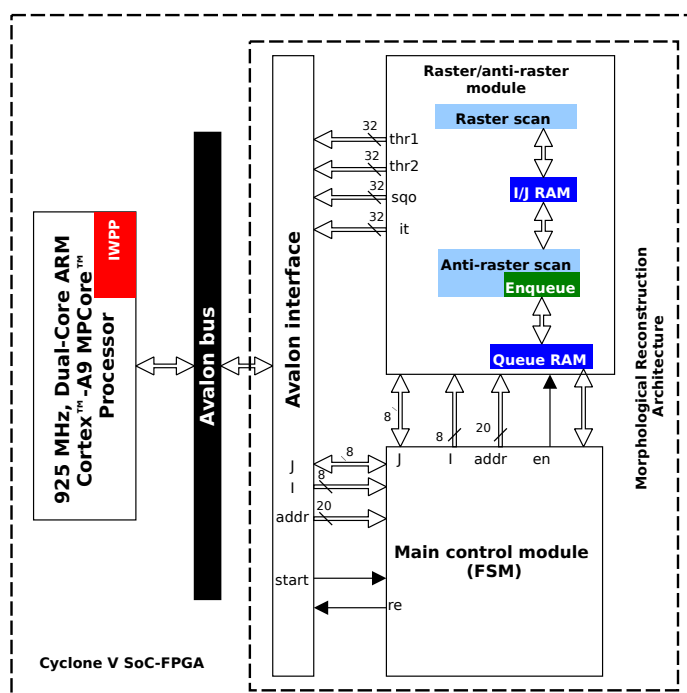 Raster/anti-raster
module
Raster scan
I/J RAM
Anti-raster scan
Enqueue
Queue RAM
32
thr1
32
thr2
32
sqo
32
it
IWPP
925 MHz, Dual-Core ARM
Cortex™-A9 MPCore™
Processor
Avalon bus
Avalon interface
Morphological Reconstruction
Architecture
8
8
20
J
I
addr
en
J
8
I
8
addr
20
start
re
Main control module
(FSM)
Cyclone V SoC-FPGA